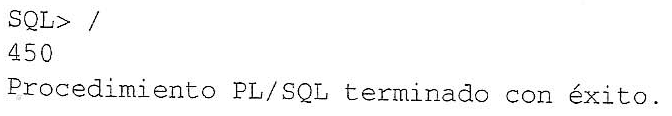 SQL> /
450
Procedimiento PL/SQL terminado con éxito.